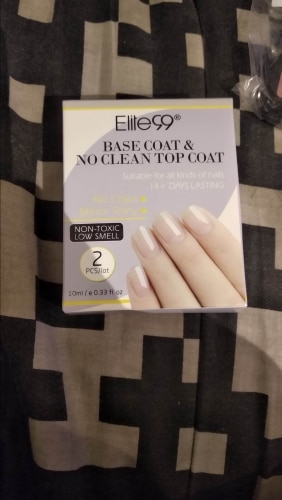 Elite99®
BASE COAT &
NO CLEAN TOP COAT
Suitable for all kinds of nails
14+ DAYS LASTING
NON-TOXIC
LOW SMELL
2
PCS/lot
10ml / e 0.33 fl oz